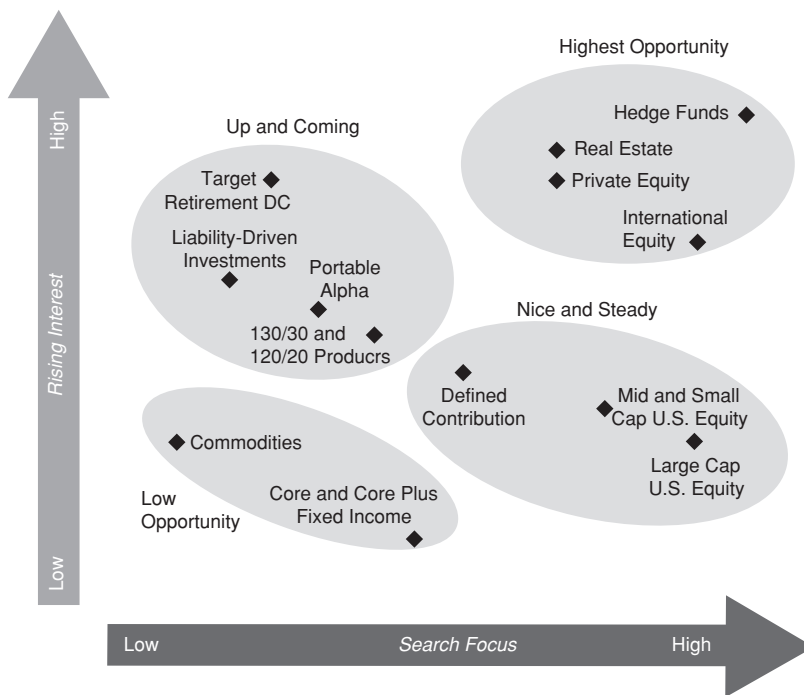 Highest Opportunity
Hedge Funds
Real Estate
Private Equity
International
Equity
Up and Coming
Target
Retirement DC
Liability-Driven
Investments
Portable
Alpha
130/30 and
120/20 Producrs
Nice and Steady
Defined
Contribution
Mid and Small
Cap U.S. Equity
Large Cap
U.S. Equity
Commodities
Low
Opportunity
Core and Core Plus
Fixed Income
High
Rising Interest
Low
Low
Search Focus
High